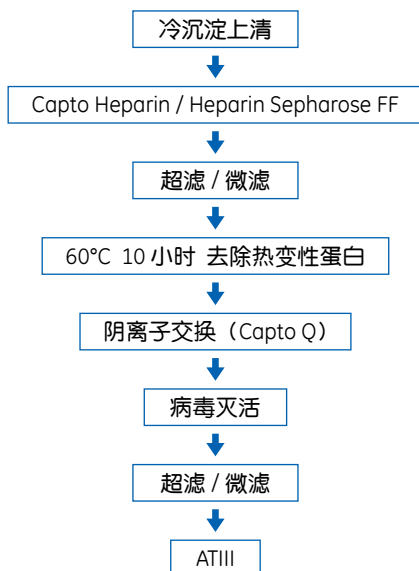 冷沉淀上清
Capto Heparin / Heparin Sepharose FF
超滤 / 微滤
60°C 10 小时 去除热变性蛋白
阴离子交换（Capto Q）
病毒灭活
超滤 / 微滤
ATIII